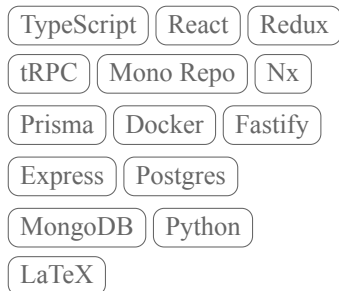 TypeScript React Redux
tRPC Mono Repo Nx
Prisma Docker Fastify
Express Postgres
MongoDB Python
LaTeX